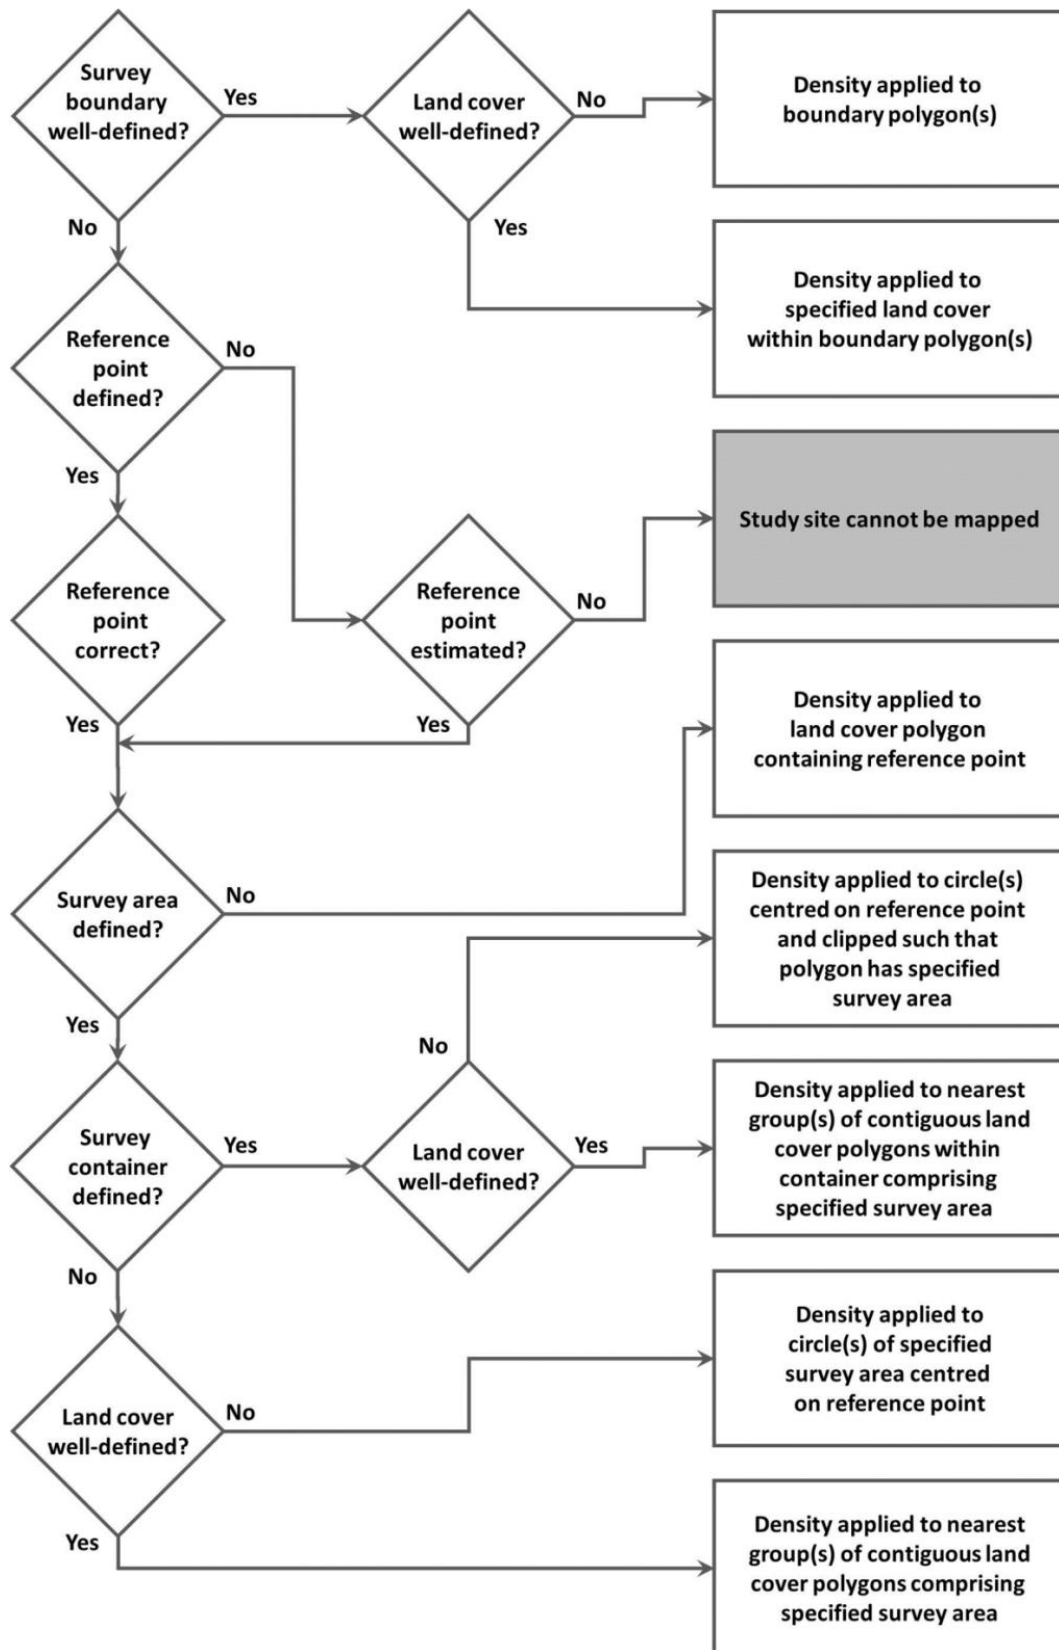 Survey
boundary
well-defined?
Yes
Land cover
well-defined?
No
Density applied to
boundary polygon(s)
No
Yes
Density applied to
specified land cover
within boundary polygon(s)
Reference
point
defined?
No
Yes
Study site cannot be mapped
Reference
point
correct?
Reference
point
estimated?
No
Yes
Yes
Density applied to
land cover polygon
containing reference point
Survey area
defined?
No
Yes
Density applied to circle(s)
centred on reference point
and clipped such that
polygon has specified
survey area
No
Survey
container
defined?
Yes
Land cover
well-defined?
Yes
Density applied to nearest
group(s) of contiguous land
cover polygons within
container comprising
specified survey area
No
Density applied to
circle(s) of specified
survey area centred
on reference point
Land cover
well-defined?
No
Yes
Density applied to nearest
group(s) of contiguous land
cover polygons comprising
specified survey area